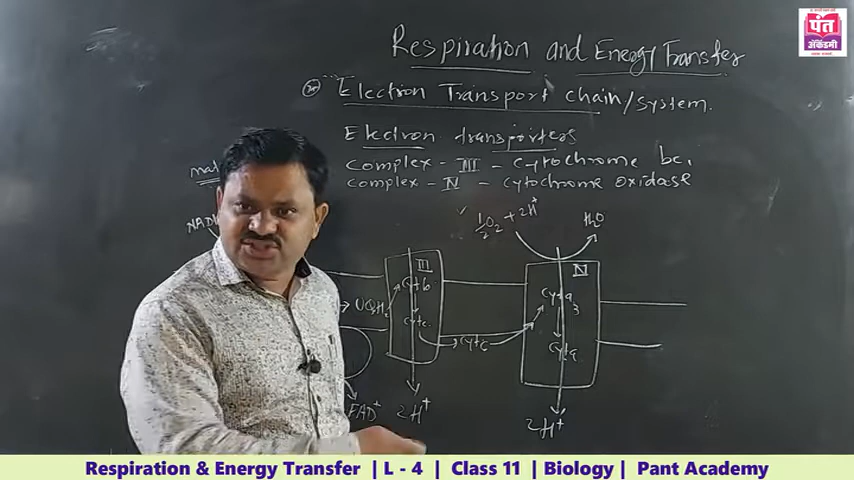 पंत
अ‍ॅकॅडमी
Respiration and Energy Transfer
Electron Transport chain/system.
Electron transporters
complex - III - cytochrome bc1
complex - IV - cytochrome oxidase
½O2 + 2H+
H2O
NADH
III
IV
cyt b
cyt a3
UQH2
cyt c1
cyt c
cyt a
FAD+
2H+
2H+
Respiration & Energy Transfer | L - 4 | Class 11 | Biology | Pant Academy